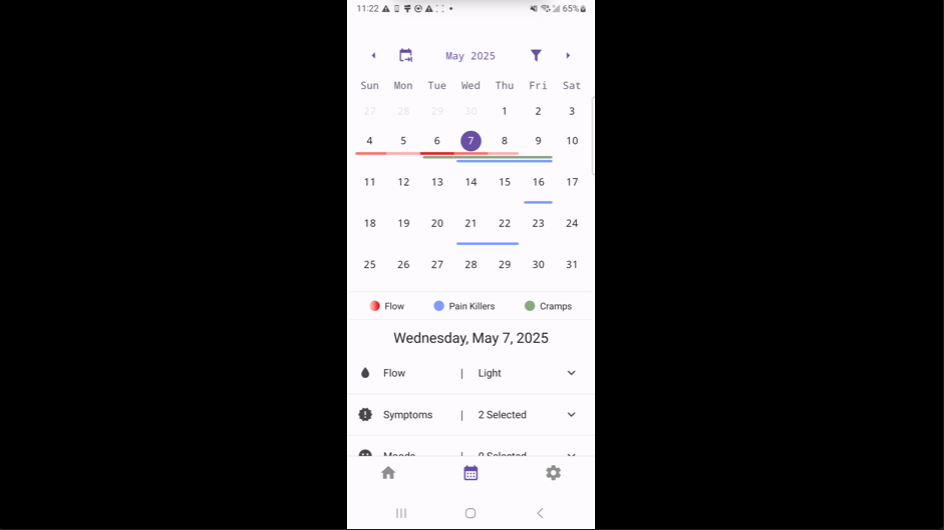 11:22 65%
May 2025
Sun Mon Tue Wed Thu Fri Sat
27 28 29 30 1 2 3
4 5 6 7 8 9 10
11 12 13 14 15 16 17
18 19 20 21 22 23 24
25 26 27 28 29 30 31
Flow Pain Killers Cramps
Wednesday, May 7, 2025
Flow | Light
Symptoms | 2 Selected
Moods | 0 Selected